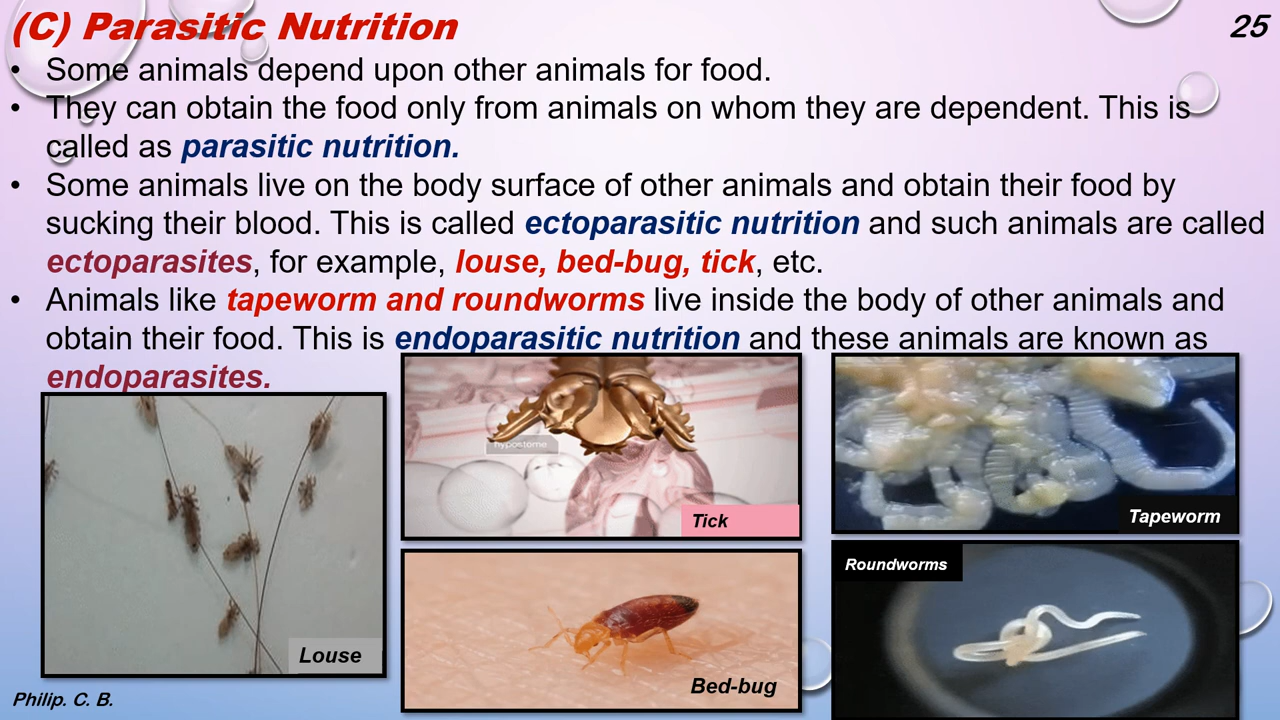 (C) Parasitic Nutrition
25
• Some animals depend upon other animals for food.
• They can obtain the food only from animals on whom they are dependent. This is
called as parasitic nutrition.
• Some animals live on the body surface of other animals and obtain their food by
sucking their blood. This is called ectoparasitic nutrition and such animals are called
ectoparasites, for example, louse, bed-bug, tick, etc.
• Animals like tapeworm and roundworms live inside the body of other animals and
obtain their food. This is endoparasitic nutrition and these animals are known as
endoparasites.
hypostome
Tick
Tapeworm
Roundworms
Louse
Bed-bug
Philip. C. B.